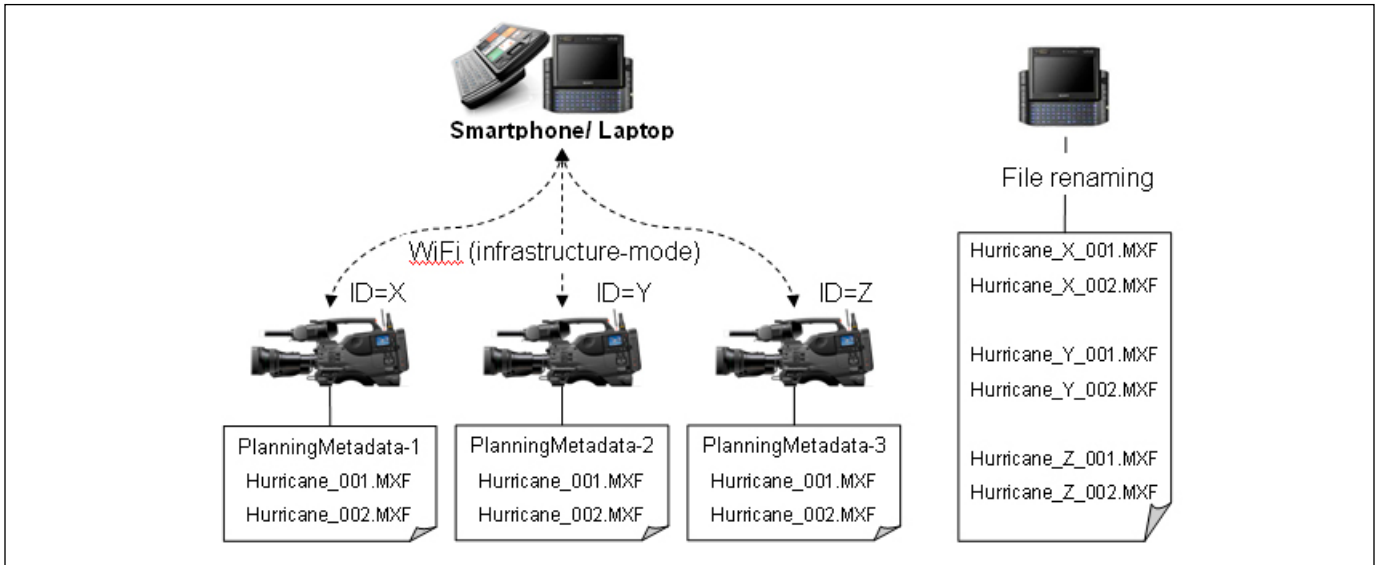 Smartphone/ Laptop
WiFi (infrastructure-mode)
ID=X
ID=Y
ID=Z
PlanningMetadata-1
Hurricane_001.MXF
Hurricane_002.MXF
PlanningMetadata-2
Hurricane_001.MXF
Hurricane_002.MXF
PlanningMetadata-3
Hurricane_001.MXF
Hurricane_002.MXF
File renaming
Hurricane_X_001.MXF
Hurricane_X_002.MXF
Hurricane_Y_001.MXF
Hurricane_Y_002.MXF
Hurricane_Z_001.MXF
Hurricane_Z_002.MXF